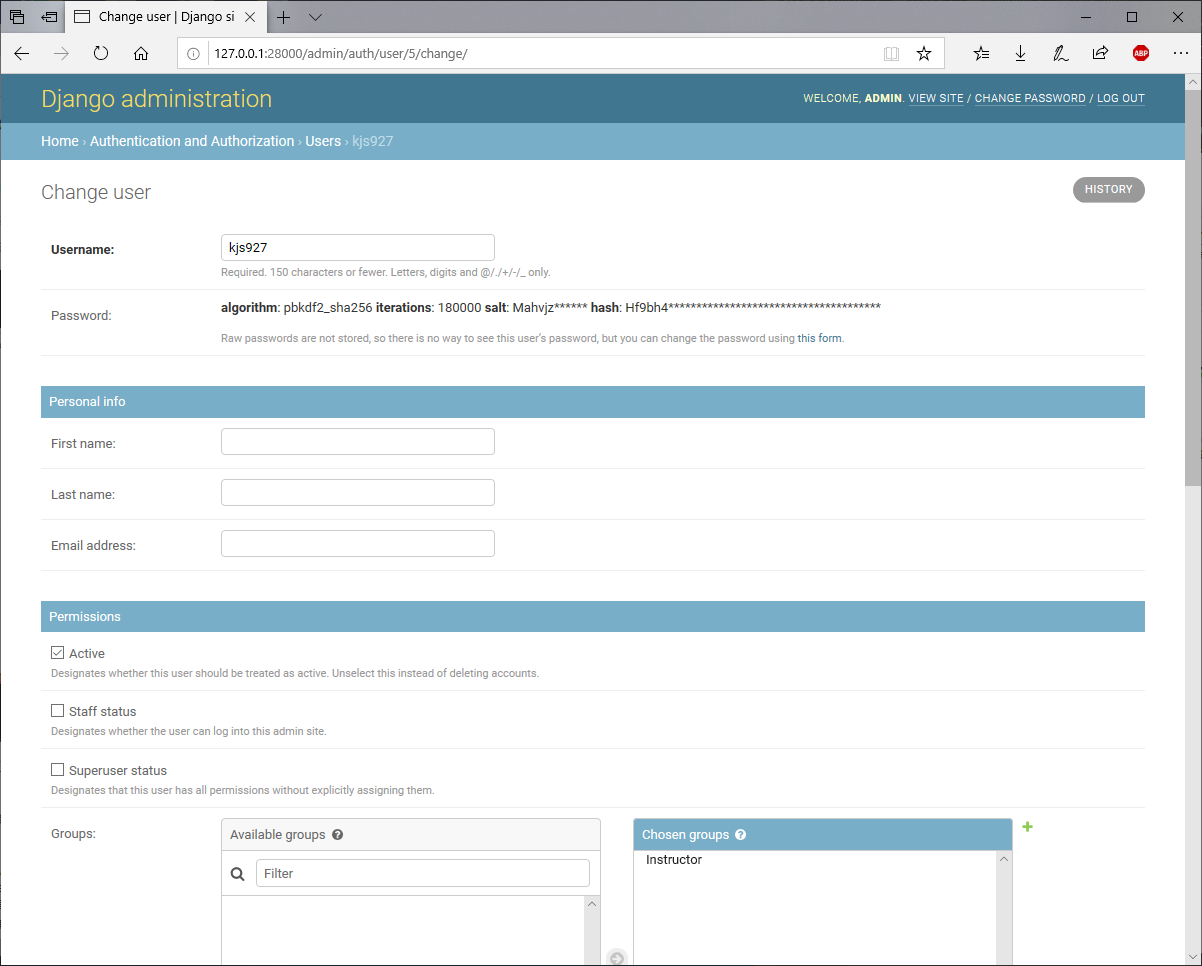 Change user | Django si
127.0.0.1:28000/admin/auth/user/5/change/
ABP
Django administration
WELCOME, ADMIN. VIEW SITE / CHANGE PASSWORD / LOG OUT
Home › Authentication and Authorization › Users › kjs927
Change user
HISTORY
Username:
kjs927
Required. 150 characters or fewer. Letters, digits and @/./+/-/_ only.
Password:
algorithm: pbkdf2_sha256 iterations: 180000 salt: Mahvjz****** hash: Hf9bh4**************************************
Raw passwords are not stored, so there is no way to see this user’s password, but you can change the password using this form.
Personal info
First name:
Last name:
Email address:
Permissions
Active
Designates whether this user should be treated as active. Unselect this instead of deleting accounts.
Staff status
Designates whether the user can log into this admin site.
Superuser status
Designates that this user has all permissions without explicitly assigning them.
Groups:
Available groups ?
Chosen groups ?
Filter
Instructor